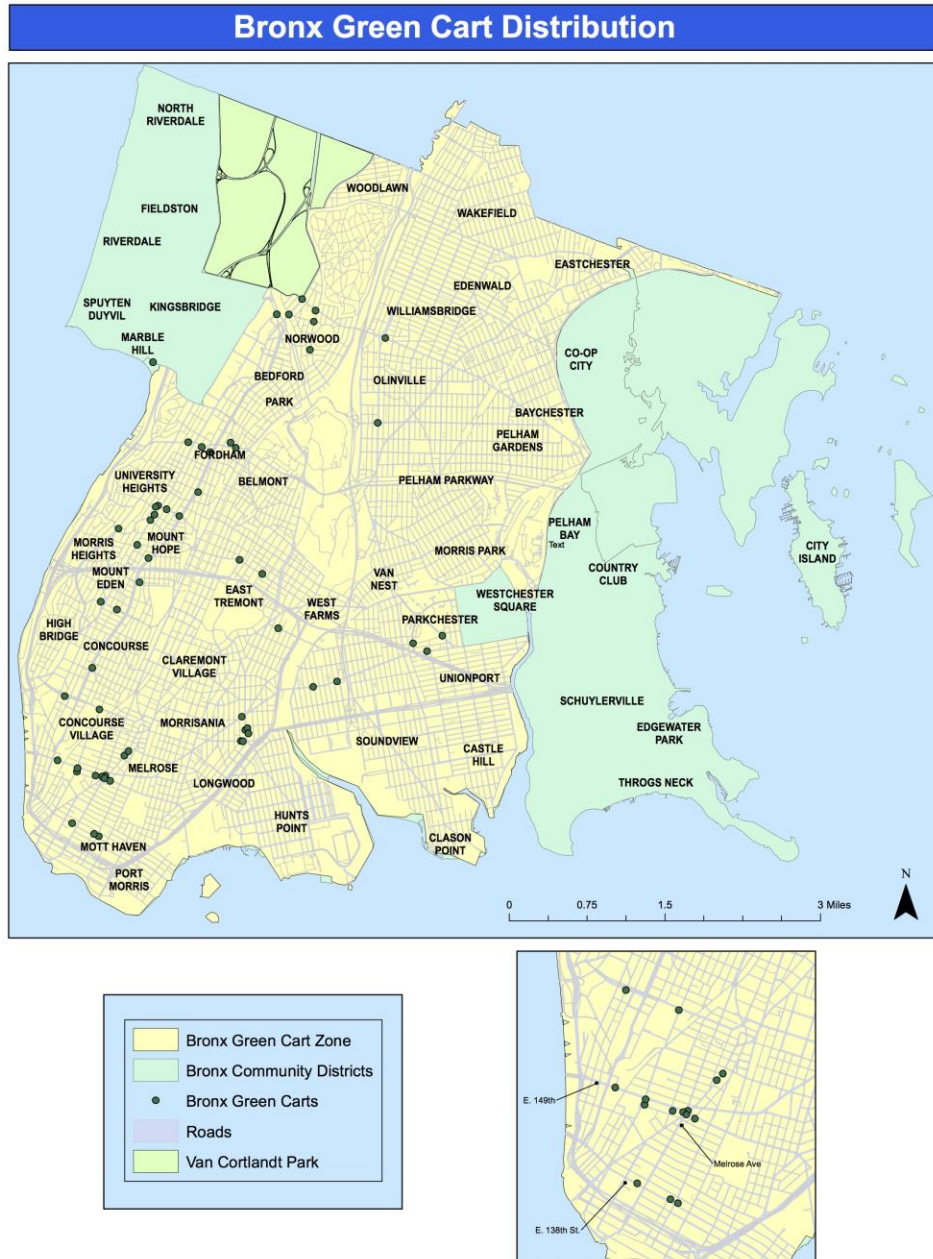 Bronx Green Cart Distribution
NORTH
RIVERDALE
WOODLAWN
WAKEFIELD
FIELDSTON
RIVERDALE
EASTCHESTER
EDENWALD
SPUYTEN
DUYVIL
KINGSBRIDGE
WILLIAMSBRIDGE
MARBLE
HILL
NORWOOD
CO-OP
CITY
BEDFORD
PARK
OLINVILLE
BAYCHESTER
PELHAM
GARDENS
FORDHAM
UNIVERSITY
HEIGHTS
BELMONT
PELHAM PARKWAY
PELHAM
BAY
Text
MORRIS
HEIGHTS
MOUNT
HOPE
MORRIS PARK
CITY
ISLAND
COUNTRY
CLUB
MOUNT
EDEN
VAN
NEST
EAST
TREMONT
WESTCHESTER
SQUARE
WEST
FARMS
HIGH
BRIDGE
PARKCHESTER
CONCOURSE
CLAREMONT
VILLAGE
UNIONPORT
SCHUYLERVILLE
CONCOURSE
VILLAGE
MORRISANIA
EDGEWATER
PARK
SOUNDVIEW
CASTLE
HILL
MELROSE
LONGWOOD
THROGS NECK
HUNTS
POINT
CLASON
POINT
MOTT HAVEN
PORT
MORRIS
N
0 0.75 1.5 3 Miles
Bronx Green Cart Zone
Bronx Community Districts
Bronx Green Carts
Roads
Van Cortlandt Park
E. 149th
Melrose Ave
E. 138th St.